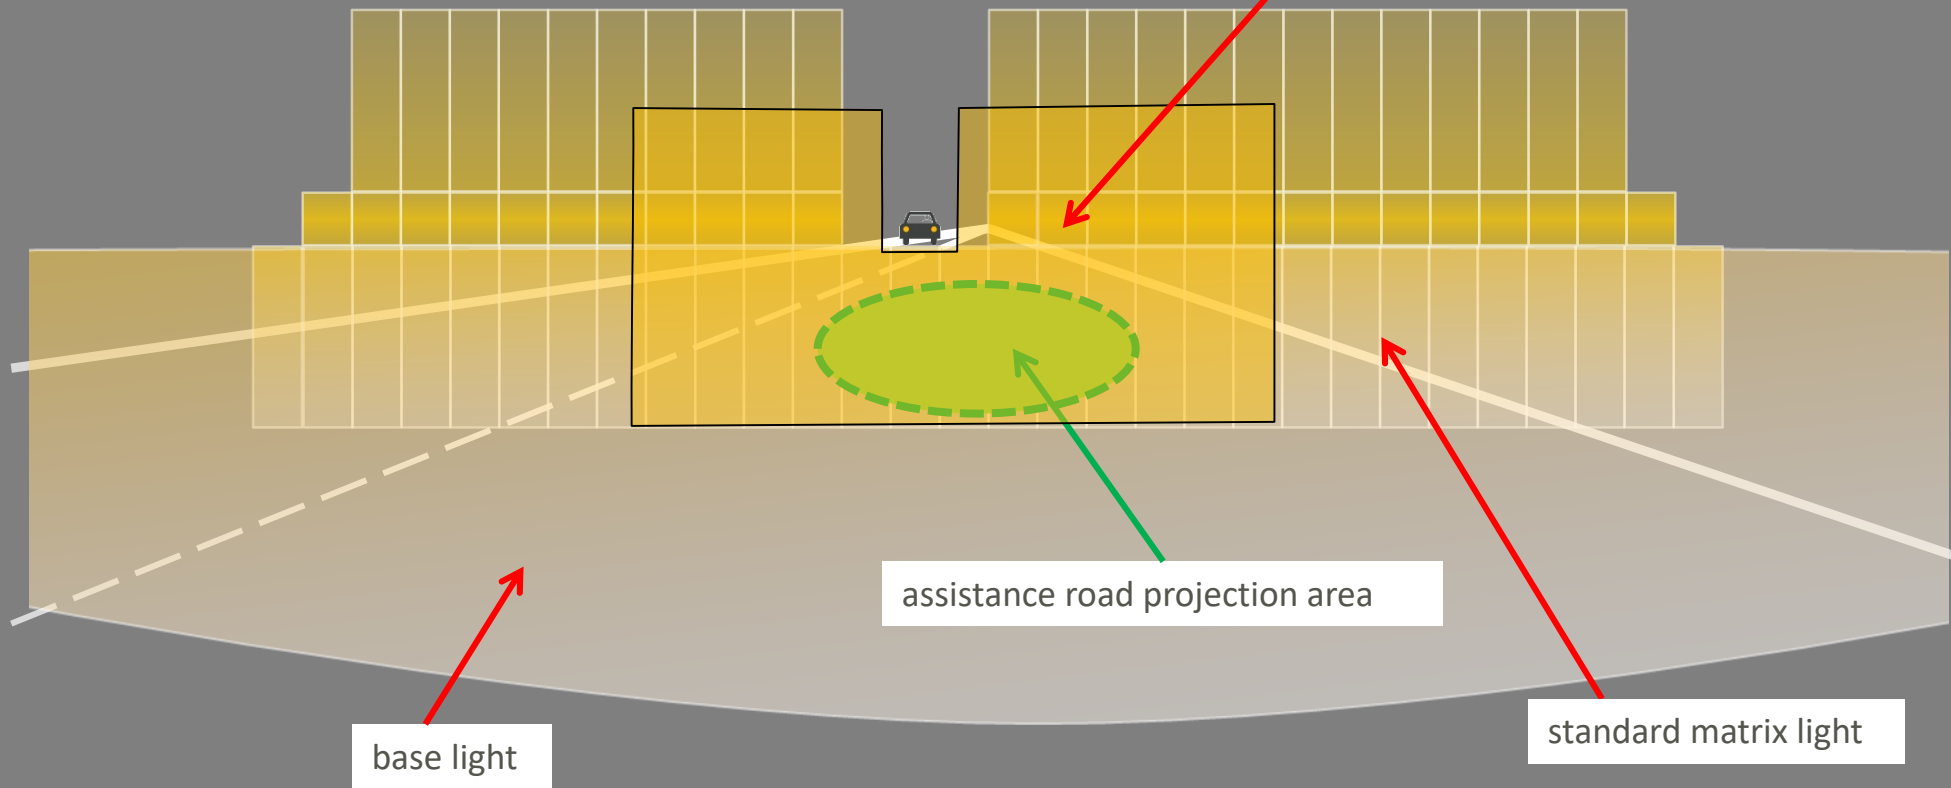 assistance road projection area
standard matrix light
base light